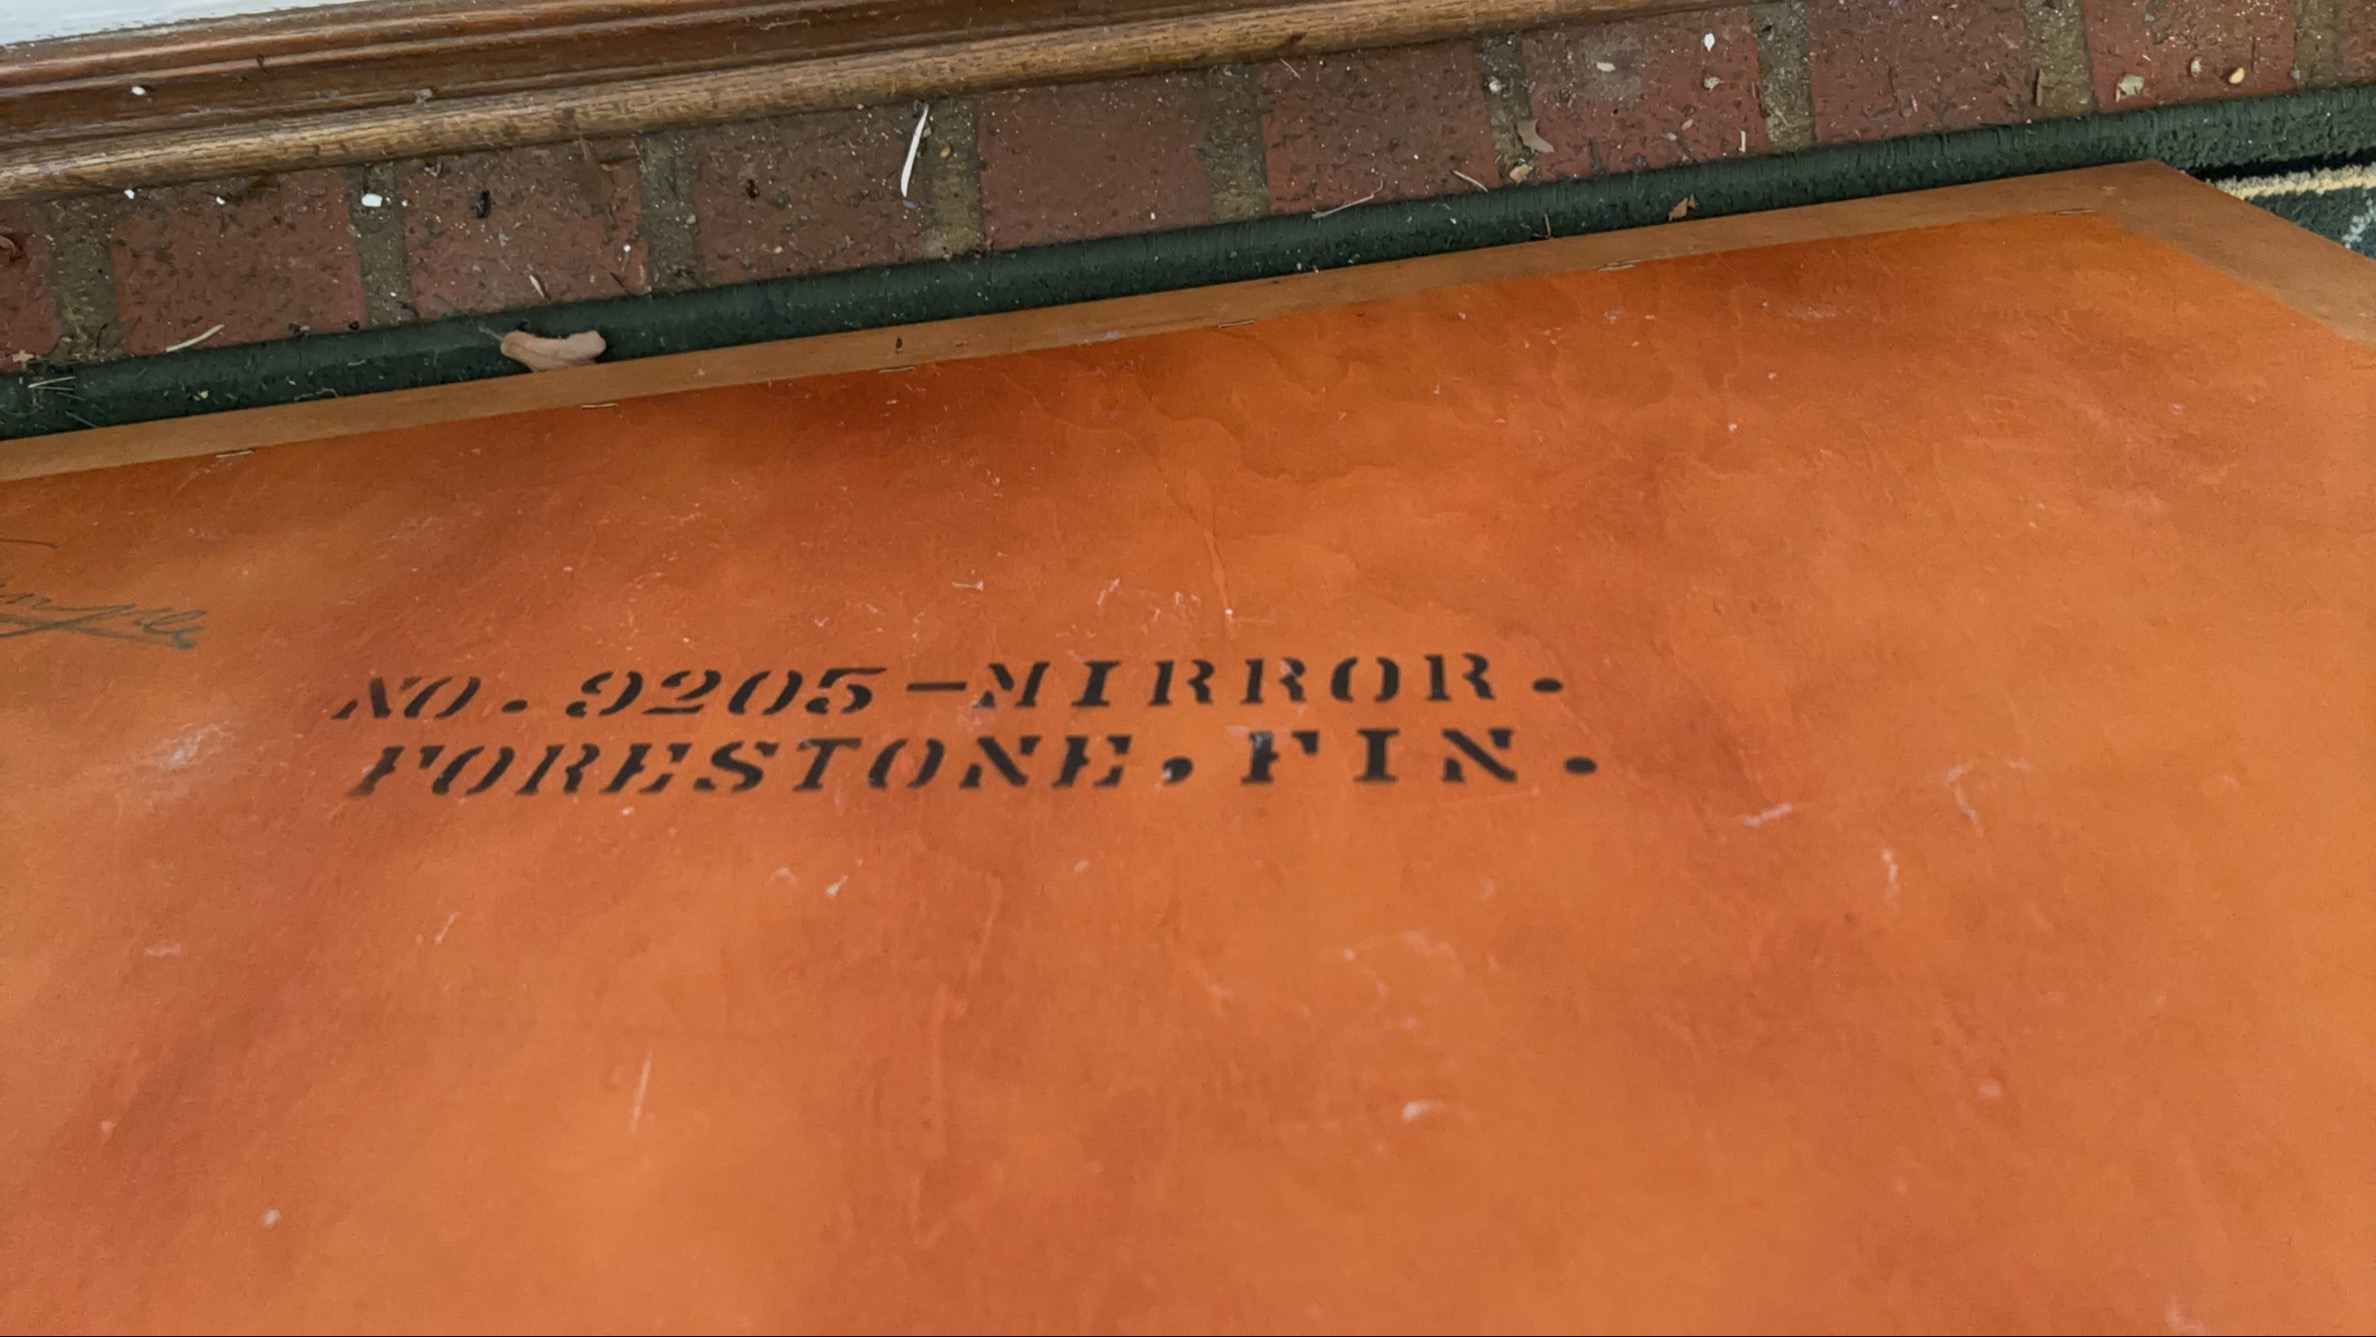 NO. 9205-MIRROR.
FORESTONE, FIN.